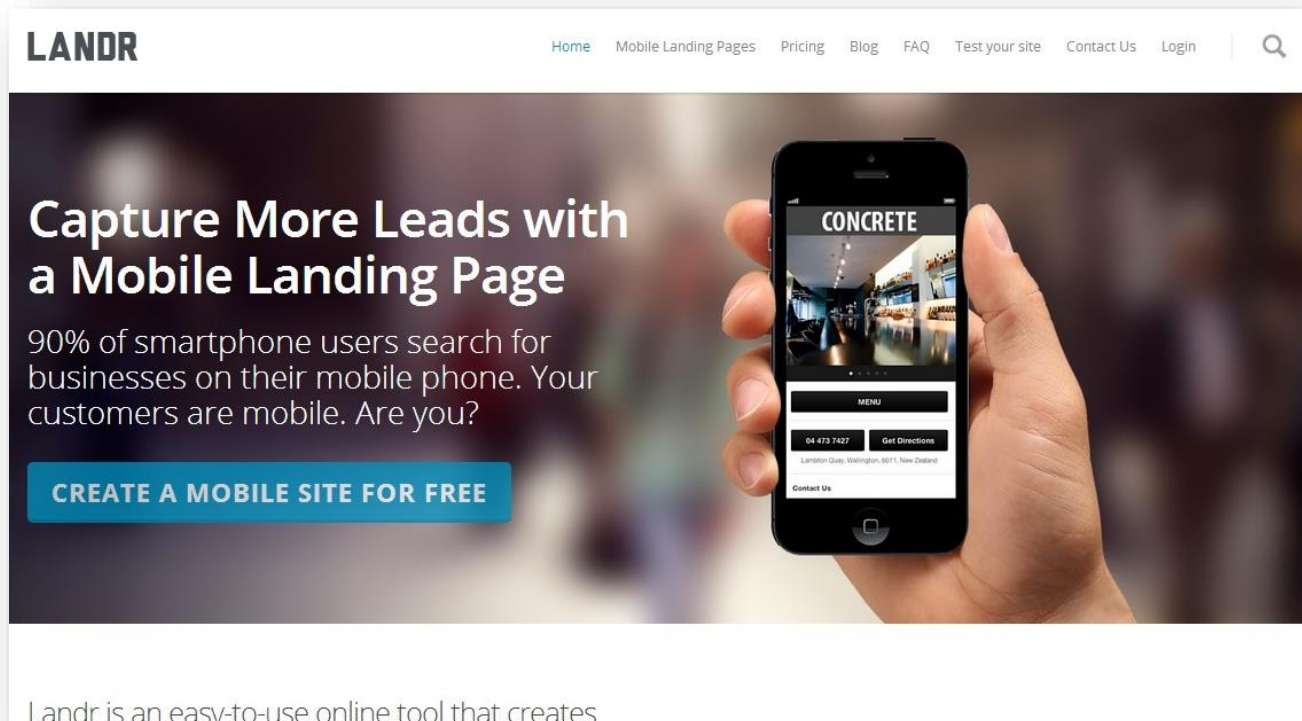 LANDR
Home Mobile Landing Pages Pricing Blog FAQ Test your site Contact Us Login
Capture More Leads with
a Mobile Landing Page
90% of smartphone users search for
businesses on their mobile phone. Your
customers are mobile. Are you?
CREATE A MOBILE SITE FOR FREE
CONCRETE
MENU
04 473 7427 Get Directions
Lambton Quay, Wellington, 6011, New Zealand
Contact Us
Landr is an easy-to-use online tool that creates